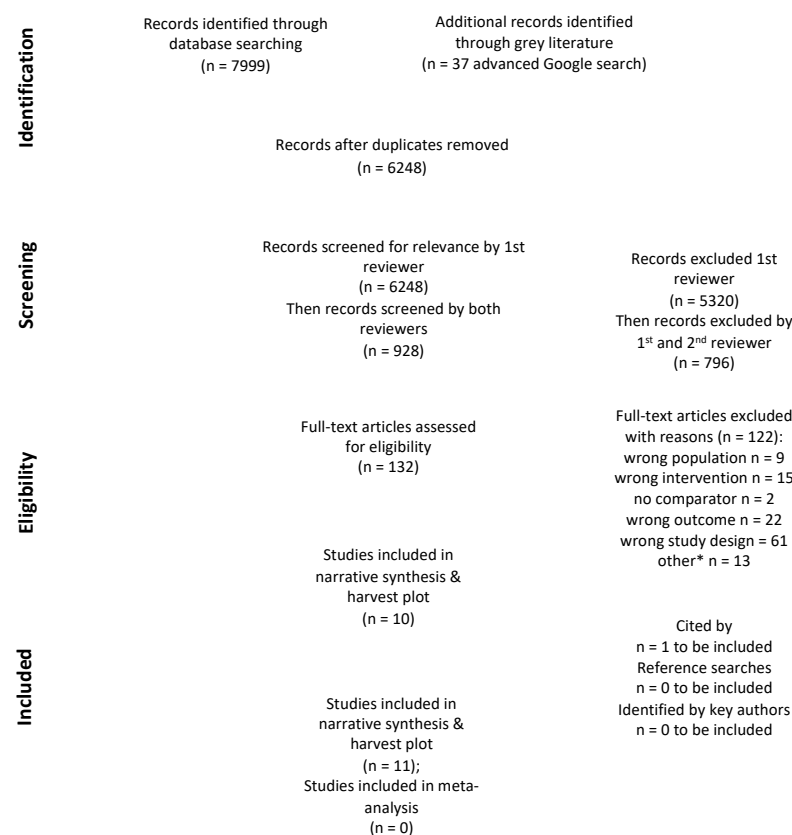 Identification
Records identified through
database searching
(n = 7999)
Additional records identified
through grey literature
(n = 37 advanced Google search)
Records after duplicates removed
(n = 6248)
Screening
Records screened for relevance by 1st
reviewer
(n = 6248)
Then records screened by both
reviewers
(n = 928)
Records excluded 1st
reviewer
(n = 5320)
Then records excluded by
1st and 2nd reviewer
(n = 796)
Eligibility
Full-text articles assessed
for eligibility
(n = 132)
Full-text articles excluded
with reasons (n = 122):
wrong population n = 9
wrong intervention n = 15
no comparator n = 2
wrong outcome n = 22
wrong study design = 61
other* n = 13
Studies included in
narrative synthesis &
harvest plot
(n = 10)
Included
Cited by
n = 1 to be included
Reference searches
n = 0 to be included
Identified by key authors
n = 0 to be included
Studies included in
narrative synthesis &
harvest plot
(n = 11);
Studies included in meta-
analysis
(n = 0)